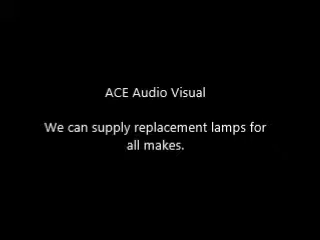 ACE Audio Visual
We can supply replacement lamps for
all makes.